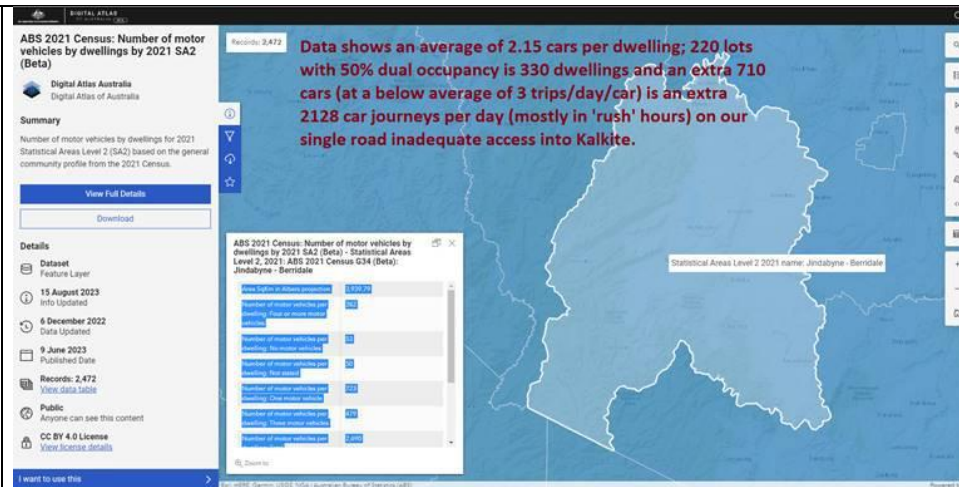 DIGITAL ATLAS
OF AUSTRALIA
ABS 2021 Census: Number of motor
vehicles by dwellings by 2021 SA2
(Beta)
Digital Atlas Australia
Digital Atlas of Australia
Summary
Number of motor vehicles by dwellings for 2021
Statistical Areas Level 2 (SA2) based on the general
community profile from the 2021 Census.
View Full Details
Download
Details
Dataset
Feature Layer
15 August 2023
Info Updated
6 December 2022
Data Updated
9 June 2023
Published Date
Records: 2,472
View data table
Public
Anyone can see this content
CC BY 4.0 License
View license details
I want to use this
Records: 2,472
Data shows an average of 2.15 cars per dwelling; 220 lots
with 50% dual occupancy is 330 dwellings and an extra 710
cars (at a below average of 3 trips/day/car) is an extra
2128 car journeys per day (mostly in 'rush' hours) on our
single road inadequate access into Kalkite.
ABS 2021 Census: Number of motor vehicles by
dwellings by 2021 SA2 (Beta) - Statistical Areas
Level 2, 2021: ABS 2021 Census G34 (Beta):
Jindabyne - Berridale
Area SqKm in Albers projection 3,939.79
Number of motor vehicles per
dwelling: Four or more motor
vehicles
Number of motor vehicles per
dwelling: No motor vehicles
Number of motor vehicles per
dwelling: Not stated
Number of motor vehicles per
dwelling: One motor vehicle
Number of motor vehicles per
dwelling: Three motor vehicles
Number of motor vehicles per
Zoom to
Statistical Areas Level 2 2021 name: Jindabyne - Berridale